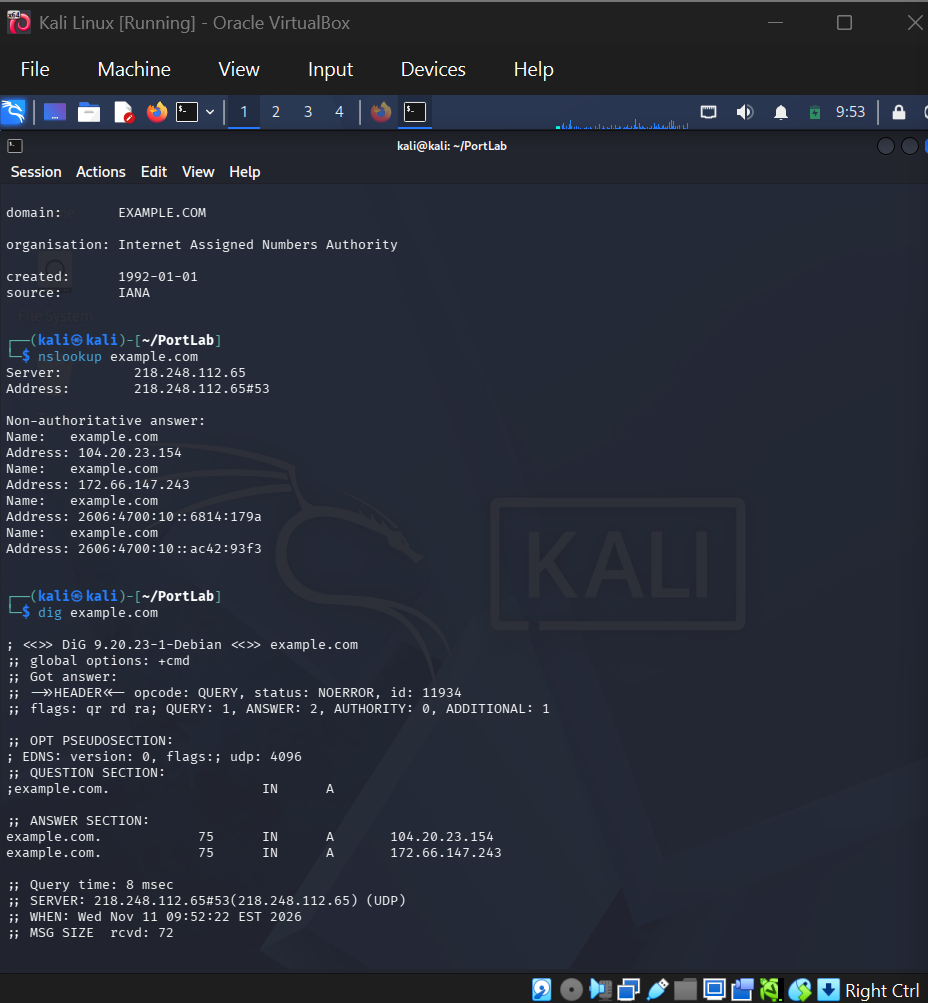 Kali Linux [Running] - Oracle VirtualBox
File Machine View Input Devices Help
1 2 3 4 9:53
kali@kali: ~/PortLab
Session Actions Edit View Help
domain:       EXAMPLE.COM
organisation: Internet Assigned Numbers Authority
created:      1992-01-01
source:       IANA
File System
┌──(kali㉿kali)-[~/PortLab]
└─$ nslookup example.com
Server:         218.248.112.65
Address:        218.248.112.65#53
Non-authoritative answer:
Name:   example.com
Address: 104.20.23.154
Name:   example.com
Address: 172.66.147.243
Name:   example.com
Address: 2606:4700:10::6814:179a
Name:   example.com
Address: 2606:4700:10::ac42:93f3
KALI
┌──(kali㉿kali)-[~/PortLab]
└─$ dig example.com
; <<>> DiG 9.20.23-1-Debian <<>> example.com
;; global options: +cmd
;; Got answer:
;; ->>HEADER<<- opcode: QUERY, status: NOERROR, id: 11934
;; flags: qr rd ra; QUERY: 1, ANSWER: 2, AUTHORITY: 0, ADDITIONAL: 1
;; OPT PSEUDOSECTION:
; EDNS: version: 0, flags:; udp: 4096
;; QUESTION SECTION:
;example.com.                   IN      A
;; ANSWER SECTION:
example.com.            75      IN      A       104.20.23.154
example.com.            75      IN      A       172.66.147.243
;; Query time: 8 msec
;; SERVER: 218.248.112.65#53(218.248.112.65) (UDP)
;; WHEN: Wed Nov 11 09:52:22 EST 2026
;; MSG SIZE  rcvd: 72
Right Ctrl